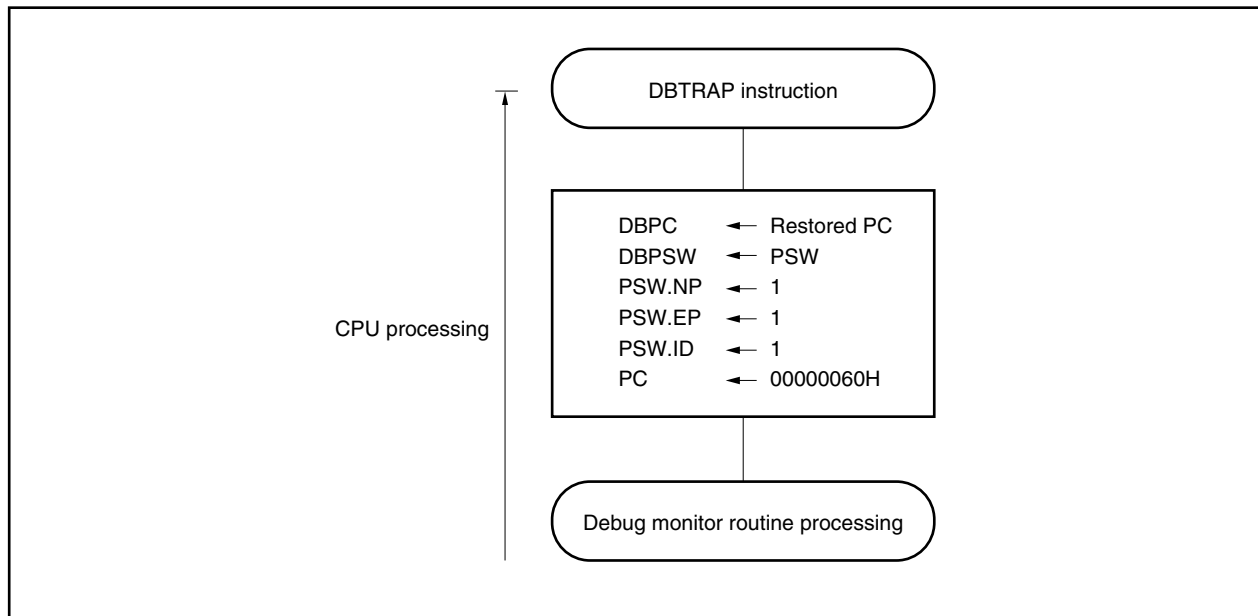 DBTRAP instruction
CPU processing
DBPC ← Restored PC
DBPSW ← PSW
PSW.NP ← 1
PSW.EP ← 1
PSW.ID ← 1
PC ← 00000060H
Debug monitor routine processing